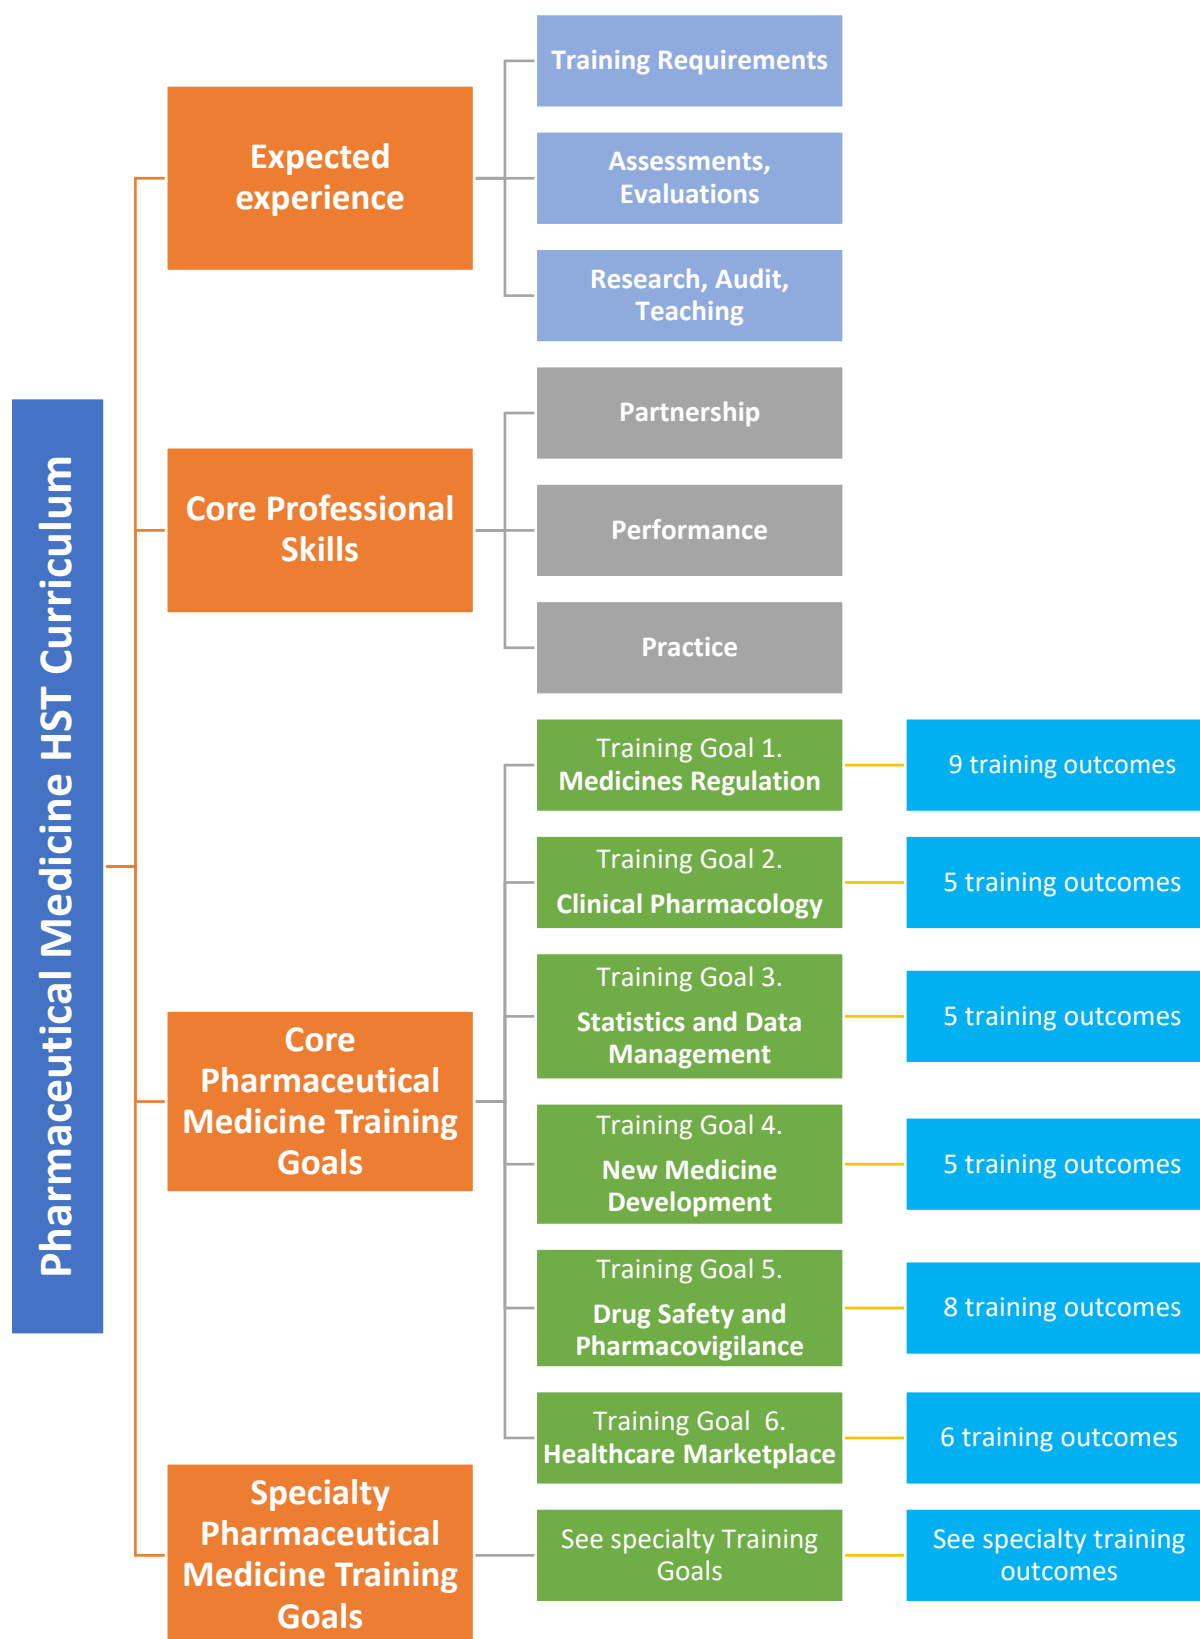 Pharmaceutical Medicine HST Curriculum
Expected
experience
Training Requirements
Assessments,
Evaluations
Research, Audit,
Teaching
Core Professional
Skills
Partnership
Performance
Practice
Core
Pharmaceutical
Medicine Training
Goals
Training Goal 1.
Medicines Regulation
9 training outcomes
Training Goal 2.
Clinical Pharmacology
5 training outcomes
Training Goal 3.
Statistics and Data
Management
5 training outcomes
Training Goal 4.
New Medicine
Development
5 training outcomes
Training Goal 5.
Drug Safety and
Pharmacovigilance
8 training outcomes
Training Goal  6.
Healthcare Marketplace
6 training outcomes
Specialty
Pharmaceutical
Medicine Training
Goals
See specialty Training
Goals
See specialty training
outcomes